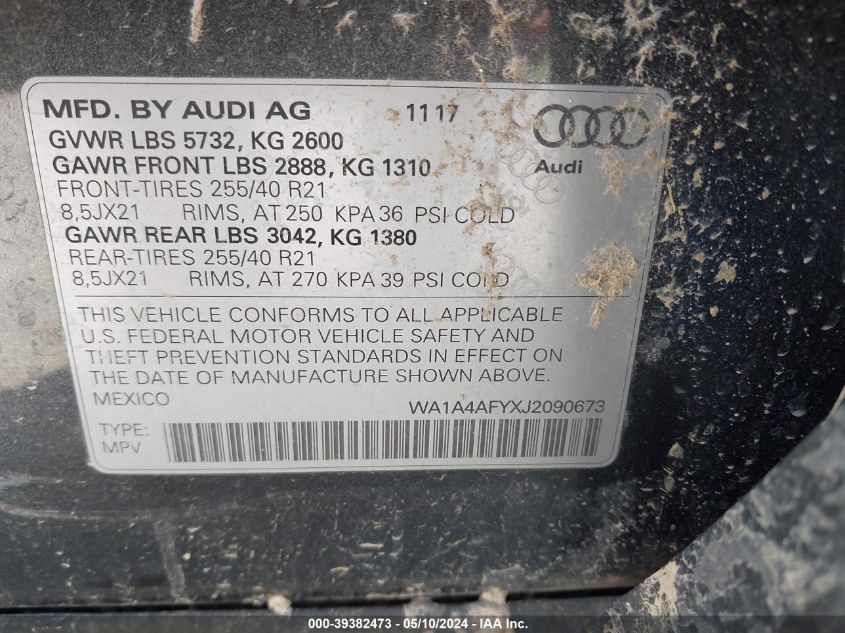 MFD. BY AUDI AG 11 17
GVWR LBS 5732, KG 2600
GAWR FRONT LBS 2888, KG 1310
Audi
FRONT-TIRES 255/40 R21
8,5JX21 RIMS, AT 250 KPA 36 PSI COLD
GAWR REAR LBS 3042, KG 1380
REAR-TIRES 255/40 R21
8,5JX21 RIMS, AT 270 KPA 39 PSI COLD
THIS VEHICLE CONFORMS TO ALL APPLICABLE
U.S. FEDERAL MOTOR VEHICLE SAFETY AND
THEFT PREVENTION STANDARDS IN EFFECT ON
THE DATE OF MANUFACTURE SHOWN ABOVE.
MEXICO WA1A4AFYXJ2090673
TYPE:
MPV
000-39382473 - 05/10/2024 - IAA Inc.